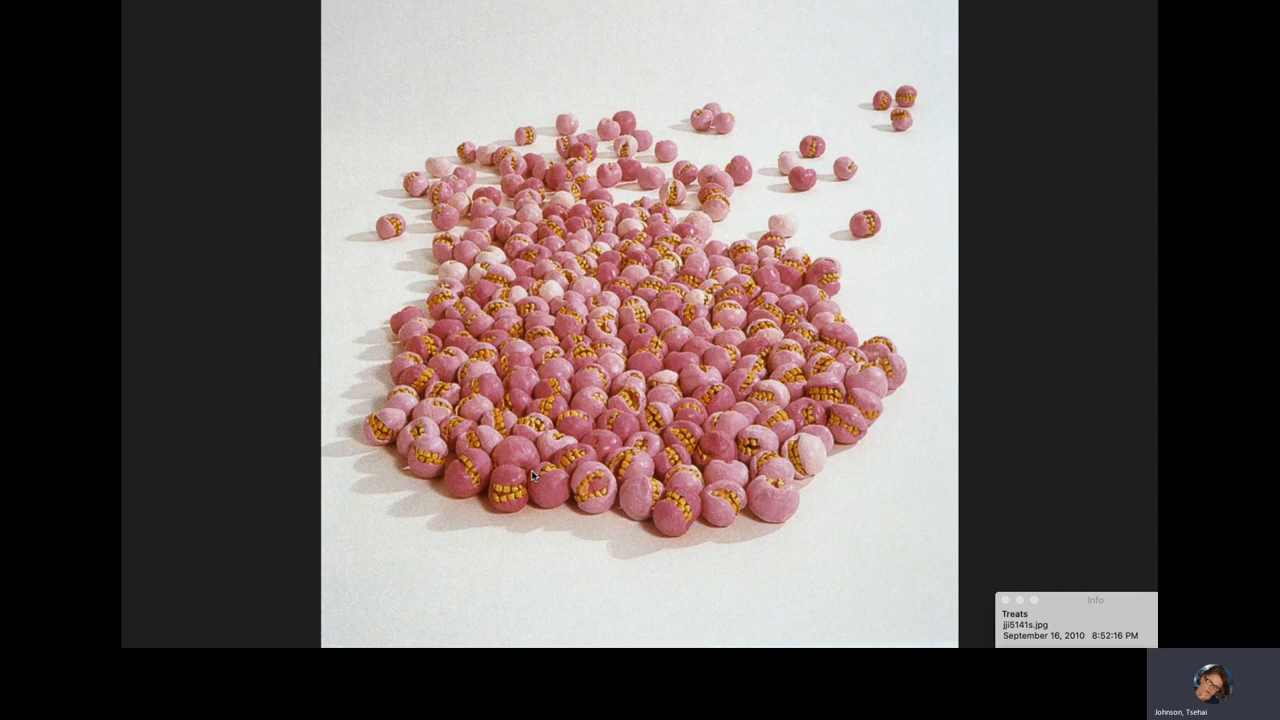 Info
Treats
jji5141s.jpg
September 16, 2010 8:52:16 PM
Johnson, Tsehai